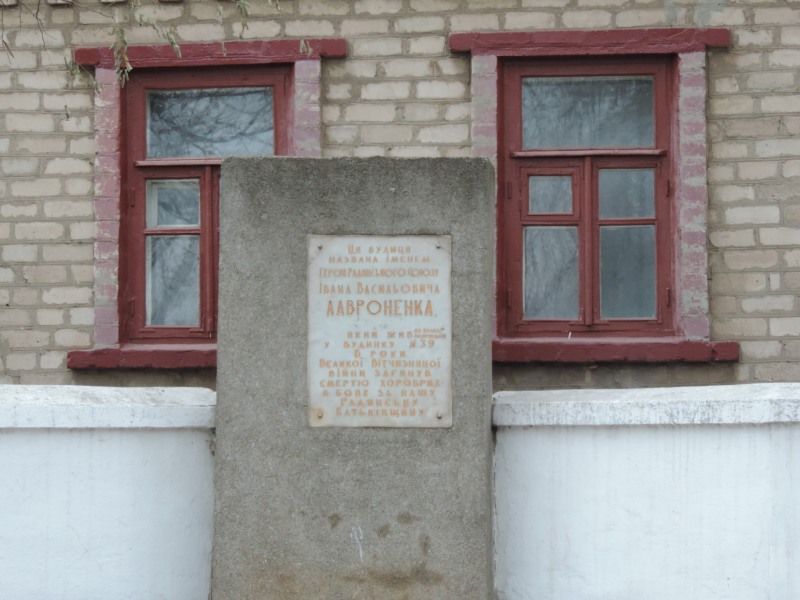 Ця вулиця
названа іменем
Героя Радянського Союзу
Івана Васильовича
Лавроненка,
який жив
у будинку №39
В роки
Великої Вітчизняної
війни загинув
смертю хоробрих
в боях за нашу
Радянську
Батьківщину